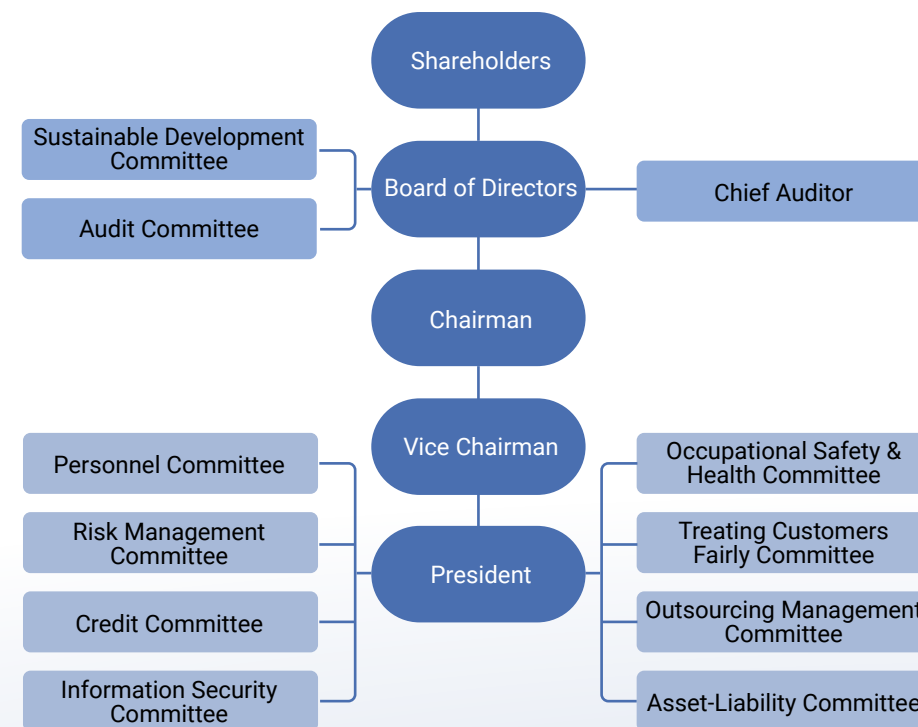 Shareholders
Sustainable Development
Committee
Audit Committee
Board of Directors
Chief Auditor
Chairman
Vice Chairman
Personnel Committee
Risk Management
Committee
Credit Committee
Information Security
Committee
President
Occupational Safety &
Health Committee
Treating Customers
Fairly Committee
Outsourcing Management
Committee
Asset-Liability Committee